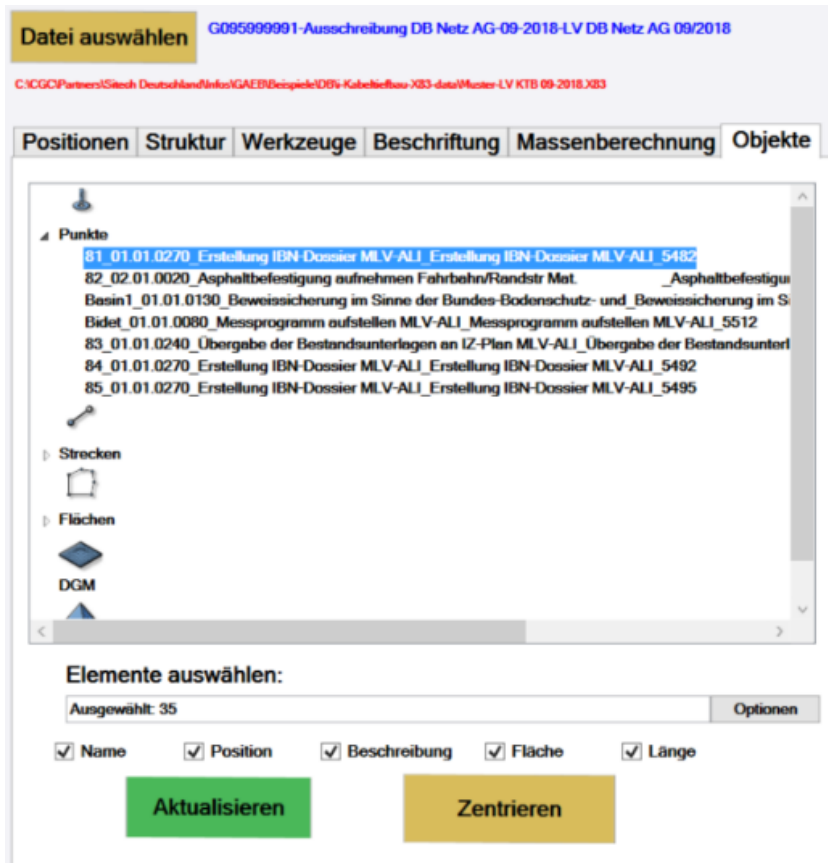 Datei auswählen
G095999991-Ausschreibung DB Netz AG-09-2018-LV DB Netz AG 09/2018
C:\CGC\Partners\Sitech Deutschland\Infos\GAEB\Beispiele\DB\i-Kabeltiefbau-X83-data\Muster-LV KTB 09-2018.X83
Positionen Struktur Werkzeuge Beschriftung Massenberechnung Objekte
Punkte
81_01.01.0270_Erstellung IBN-Dossier MLV-ALI_Erstellung IBN-Dossier MLV-ALI_5482
82_02.01.0020_Asphaltbefestigung aufnehmen Fahrbahn/Randstr Mat. _Asphaltbefestigu
Basin1_01.01.0130_Beweissicherung im Sinne der Bundes-Bodenschutz- und_Beweissicherung im S
Bidet_01.01.0080_Messprogramm aufstellen MLV-ALI_Messprogramm aufstellen MLV-ALI_5512
83_01.01.0240_Übergabe der Bestandsunterlagen an IZ-Plan MLV-ALI_Übergabe der Bestandsunterl
84_01.01.0270_Erstellung IBN-Dossier MLV-ALI_Erstellung IBN-Dossier MLV-ALI_5492
85_01.01.0270_Erstellung IBN-Dossier MLV-ALI_Erstellung IBN-Dossier MLV-ALI_5495
Strecken
Flächen
DGM
Elemente auswählen:
Ausgewählt: 35 Optionen
Name Position Beschreibung Fläche Länge
Aktualisieren Zentrieren